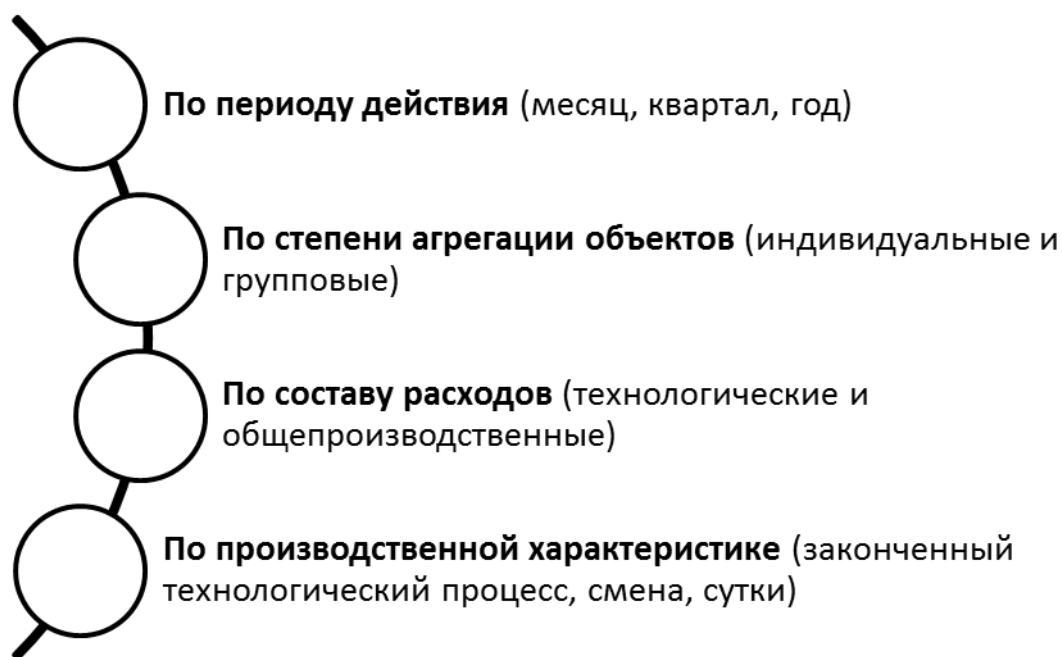 По периоду действия (месяц, квартал, год)
По степени агрегации объектов (индивидуальные и
групповые)
По составу расходов (технологические и
общепроизводственные)
По производственной характеристике (законченный
технологический процесс, смена, сутки)